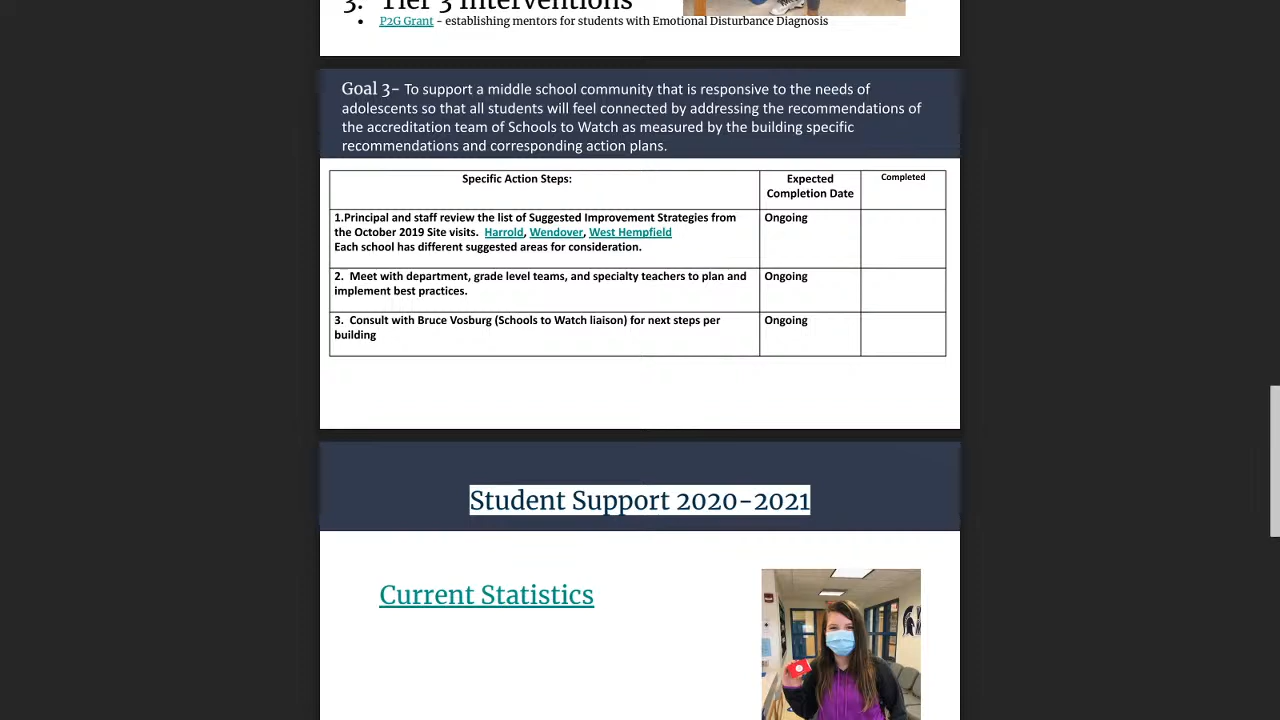 3. Tier 3 Interventions
● P2G Grant - establishing mentors for students with Emotional Disturbance Diagnosis
Goal 3- To support a middle school community that is responsive to the needs of
adolescents so that all students will feel connected by addressing the recommendations of
the accreditation team of Schools to Watch as measured by the building specific
recommendations and corresponding action plans.
Specific Action Steps:
Expected
Completion Date
Completed
1.Principal and staff review the list of Suggested Improvement Strategies from
the October 2019 Site visits. Harrold, Wendover, West Hempfield
Each school has different suggested areas for consideration.
Ongoing
2. Meet with department, grade level teams, and specialty teachers to plan and
implement best practices.
Ongoing
3. Consult with Bruce Vosburg (Schools to Watch liaison) for next steps per
building
Ongoing
Student Support 2020-2021
Current Statistics